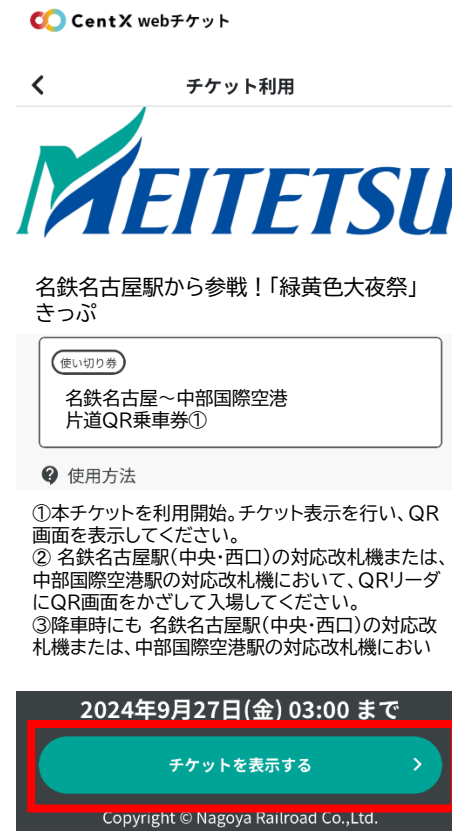 CentX webチケット
チケット利用
MEITETSU
名鉄名古屋駅から参戦！「緑黄色大夜祭」
きっぷ
使い切り券
名鉄名古屋～中部国際空港
片道QR乗車券①
使用方法
①本チケットを利用開始。チケット表示を行い、QR
画面を表示してください。
② 名鉄名古屋駅（中央・西口）の対応改札機または、
中部国際空港駅の対応改札機において、QRリーダ
にQR画面をかざして入場してください。
③降車時にも 名鉄名古屋駅（中央・西口）の対応改
札機または、中部国際空港駅の対応改札機におい
2024年9月27日(金) 03:00 まで
チケットを表示する
Copyright © Nagoya Railroad Co.,Ltd.